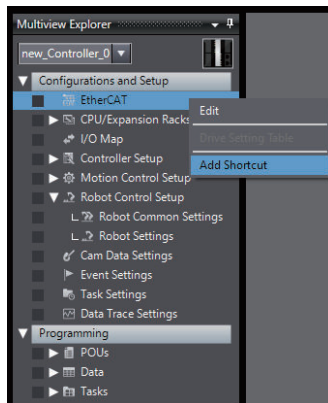 Multiview Explorer
new_Controller_0
Configurations and Setup
EtherCAT
Edit
CPU/Expansion Racks
Drive Setting Table
I/O Map
Add Shortcut
Controller Setup
Motion Control Setup
Robot Control Setup
Robot Common Settings
Robot Settings
Cam Data Settings
Event Settings
Task Settings
Data Trace Settings
Programming
POUs
Data
Tasks